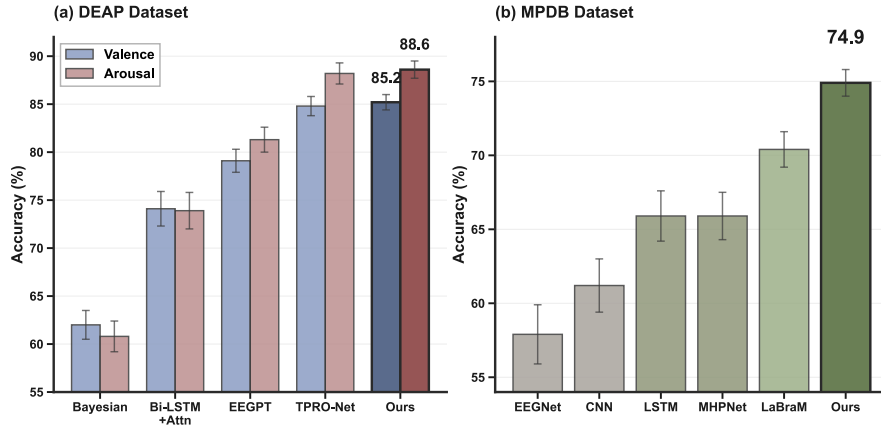 (a) DEAP Dataset
88.6
85.2
Valence
Arousal
Accuracy (%)
90
85
80
75
70
65
60
55
Bayesian
Bi-LSTM
+Attn
EEGPT
TPRO-Net
Ours
(b) MPDB Dataset
74.9
Accuracy (%)
75
70
65
60
55
EEGNet
CNN
LSTM
MHPNet
LaBraM
Ours